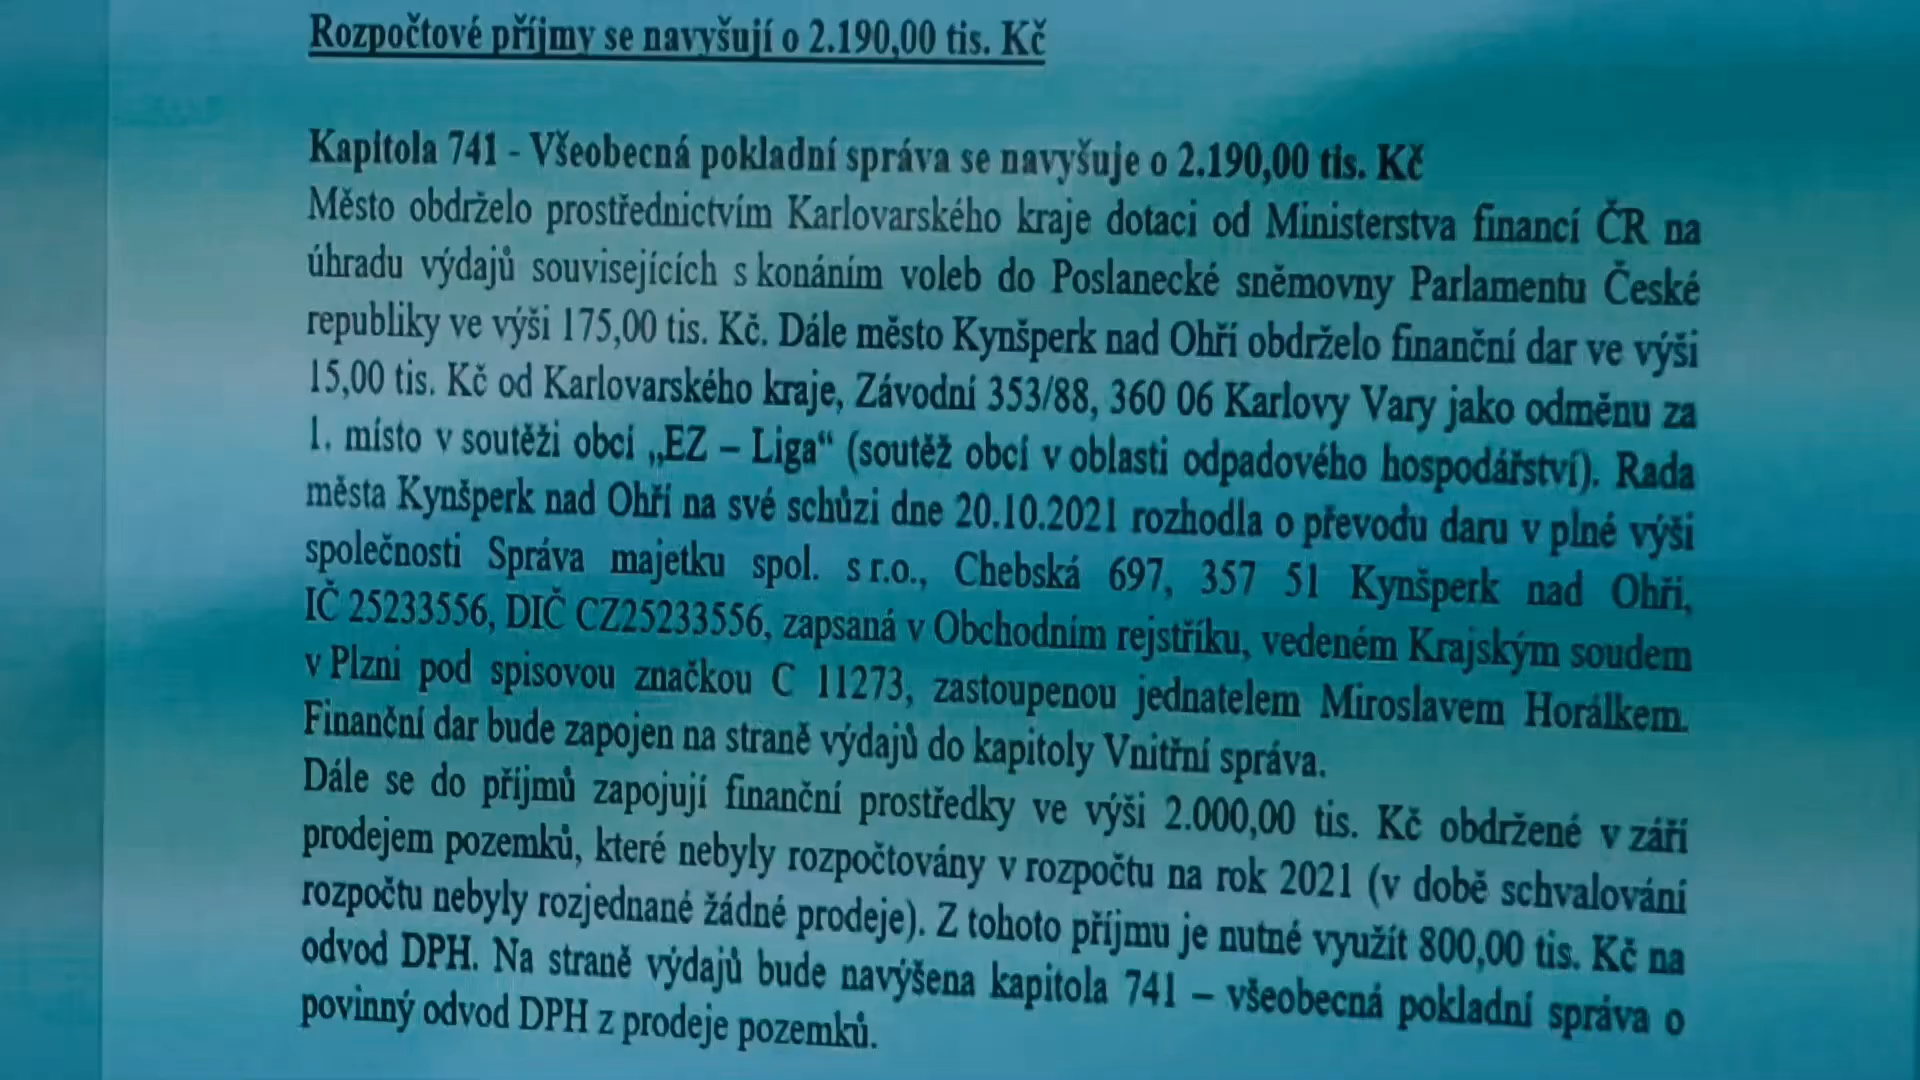 Rozpočtové příjmy se navyšují o 2.190,00 tis. Kč
Kapitola 741 - Všeobecná pokladní správa se navyšuje o 2.190,00 tis. Kč
Město obdrželo prostřednictvím Karlovarského kraje dotaci od Ministerstva financí ČR na
úhradu výdajů souvisejících s konáním voleb do Poslanecké sněmovny Parlamentu České
republiky ve výši 175,00 tis. Kč. Dále město Kynšperk nad Ohří obdrželo finanční dar ve výši
15,00 tis. Kč od Karlovarského kraje, Závodní 353/88, 360 06 Karlovy Vary jako odměnu za
1. místo v soutěži obcí „EZ – Liga“ (soutěž obcí v oblasti odpadového hospodářství). Rada
města Kynšperk nad Ohří na své schůzi dne 20.10.2021 rozhodla o převodu daru v plné výši
společnosti Správa majetku spol. s r.o., Chebská 697, 357 51 Kynšperk nad Ohří,
IČ 25233556, DIČ CZ25233556, zapsaná v Obchodním rejstříku, vedeném Krajským soudem
v Plzni pod spisovou značkou C 11273, zastoupenou jednatelem Miroslavem Horálkem.
Finanční dar bude zapojen na straně výdajů do kapitoly Vnitřní správa.
Dále se do příjmů zapojují finanční prostředky ve výši 2.000,00 tis. Kč obdržené v září
prodejem pozemků, které nebyly rozpočtovány v rozpočtu na rok 2021 (v době schvalování
rozpočtu nebyly rozjednané žádné prodeje). Z tohoto příjmu je nutné využít 800,00 tis. Kč na
odvod DPH. Na straně výdajů bude navýšena kapitola 741 – všeobecná pokladní správa o
povinný odvod DPH z prodeje pozemků.